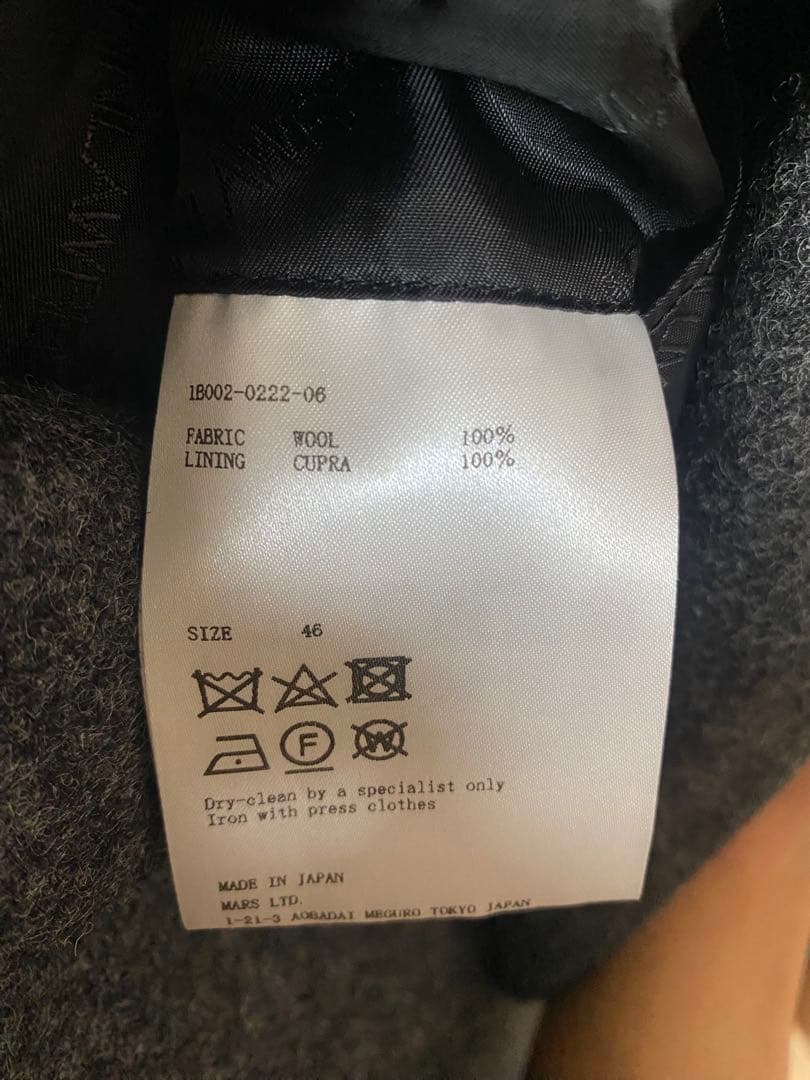 1B002-0222-06
FABRIC WOOL 100%
LINING CUPRA 100%
SIZE 46
F
W
Dry-clean by a specialist only
Iron with press clothes
MADE IN JAPAN
MARS LTD.
1-21-3 AOBADAI MEGURO TOKYO JAPAN